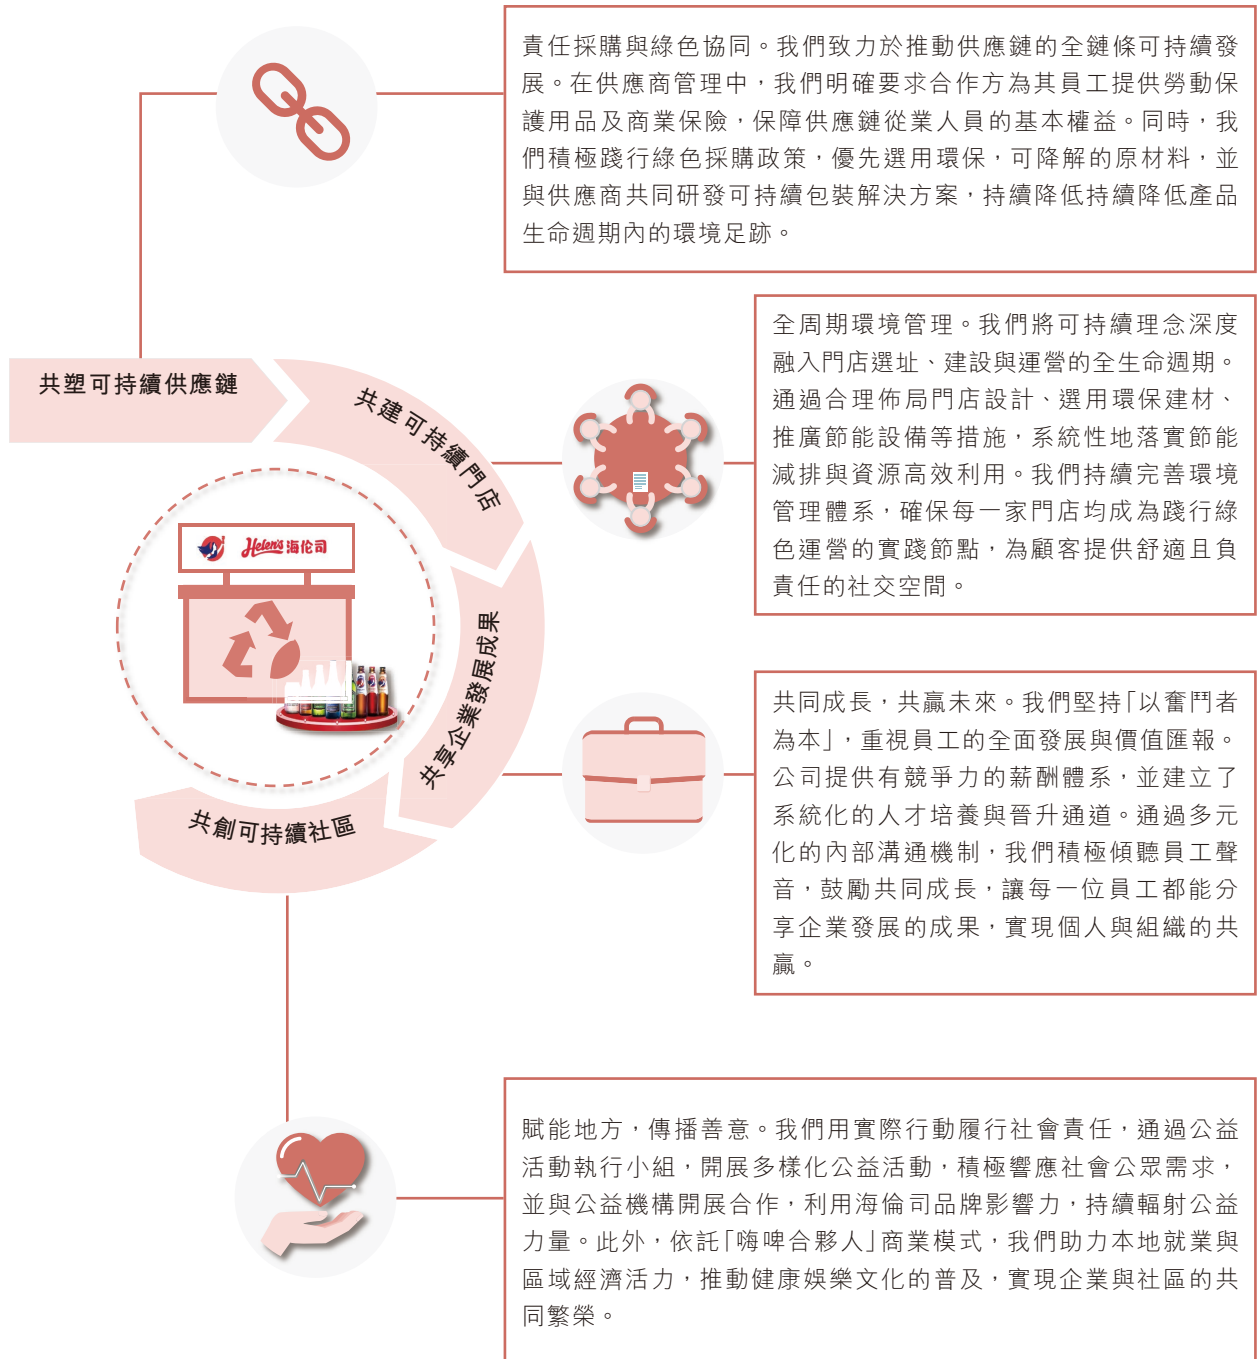 責任採購與綠色協同。我們致力於推動供應鏈的全鏈條可持續發
展。在供應商管理中，我們明確要求合作方為其員工提供勞動保
護用品及商業保險，保障供應鏈從業人員的基本權益。同時，我
們積極踐行綠色採購政策，優先選用環保，可降解的原材料，並
與供應商共同研發可持續包裝解決方案，持續降低持續降低產品
生命週期內的環境足跡。
共塑可持續供應鏈
共建可持續門店
全周期環境管理。我們將可持續理念深度
融入門店選址、建設與運營的全生命週期。
通過合理佈局門店設計、選用環保建材、
推廣節能設備等措施，系統性地落實節能
減排與資源高效利用。我們持續完善環境
管理體系，確保每一家門店均成為踐行綠
色運營的實踐節點，為顧客提供舒適且負
責任的社交空間。
Helen's 海伦司
共享企業發展成果
共同成長，共贏未來。我們堅持「以奮鬥者
為本」，重視員工的全面發展與價值匯報。
公司提供有競爭力的薪酬體系，並建立了
系統化的人才培養與晉升通道。通過多元
化的內部溝通機制，我們積極傾聽員工聲
音，鼓勵共同成長，讓每一位員工都能分
享企業發展的成果，實現個人與組織的共
贏。
共創可持續社區
賦能地方，傳播善意。我們用實際行動履行社會責任，通過公益
活動執行小組，開展多樣化公益活動，積極響應社會公眾需求，
並與公益機構開展合作，利用海倫司品牌影響力，持續輻射公益
力量。此外，依託「嗨啤合夥人」商業模式，我們助力本地就業與
區域經濟活力，推動健康娛樂文化的普及，實現企業與社區的共
同繁榮。